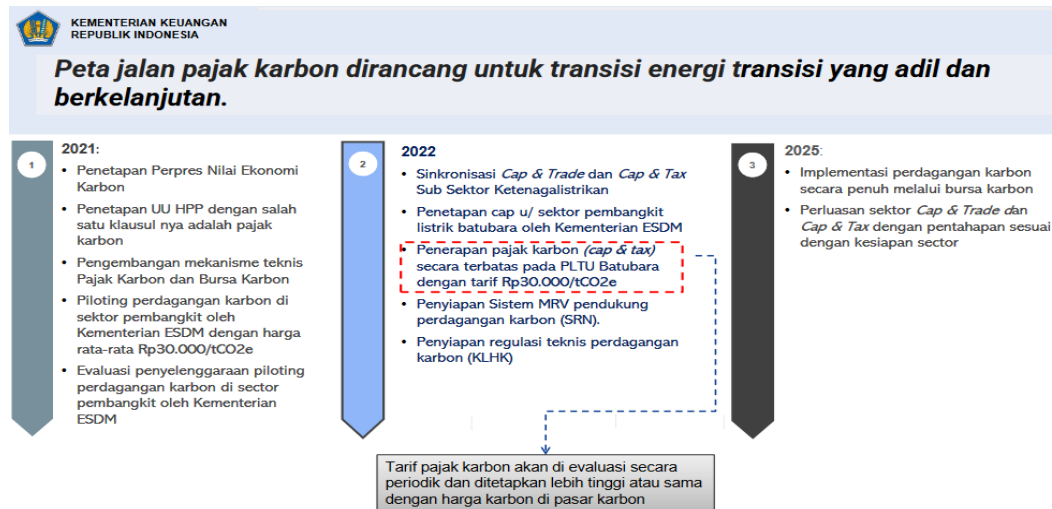 KEMENTERIAN KEUANGAN
REPUBLIK INDONESIA
Peta jalan pajak karbon dirancang untuk transisi energi transisi yang adil dan
berkelanjutan.
1
2021:
• Penetapan Perpres Nilai Ekonomi
Karbon
• Penetapan UU HPP dengan salah
satu klausul nya adalah pajak
karbon
• Pengembangan mekanisme teknis
Pajak Karbon dan Bursa Karbon
• Piloting perdagangan karbon di
sektor pembangkit oleh
Kementerian ESDM dengan harga
rata-rata Rp30.000/tCO2e
• Evaluasi penyelenggaraan piloting
perdagangan karbon di sector
pembangkit oleh Kementerian
ESDM
2
2022
• Sinkronisasi Cap & Trade dan Cap & Tax
Sub Sektor Ketenagalistrikan
• Penetapan cap u/ sektor pembangkit
listrik batubara oleh Kementerian ESDM
• Penerapan pajak karbon (cap & tax)
secara terbatas pada PLTU Batubara
dengan tarif Rp30.000/tCO2e
• Penyiapan Sistem MRV pendukung
perdagangan karbon (SRN).
• Penyiapan regulasi teknis perdagangan
karbon (KLHK)
3
2025:
• Implementasi perdagangan karbon
secara penuh melalui bursa karbon
• Perluasan sektor Cap & Trade dan
Cap & Tax dengan pentahapan sesuai
dengan kesiapan sector
Tarif pajak karbon akan di evaluasi secara
periodik dan ditetapkan lebih tinggi atau sama
dengan harga karbon di pasar karbon